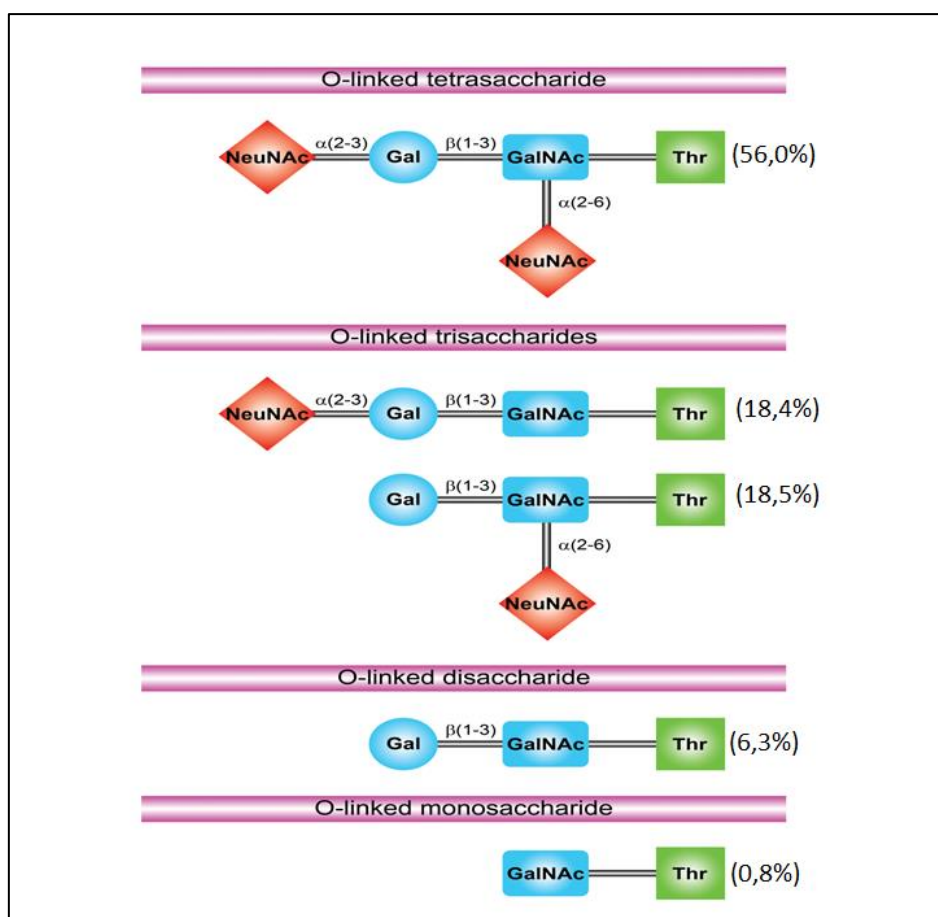 O-linked tetrasaccharide
NeuNAc α(2-3) Gal β(1-3) GalNAc Thr (56,0%)
α(2-6)
NeuNAc
O-linked trisaccharides
NeuNAc α(2-3) Gal β(1-3) GalNAc Thr (18,4%)
Gal β(1-3) GalNAc Thr (18,5%)
α(2-6)
NeuNAc
O-linked disaccharide
Gal β(1-3) GalNAc Thr (6,3%)
O-linked monosaccharide
GalNAc Thr (0,8%)